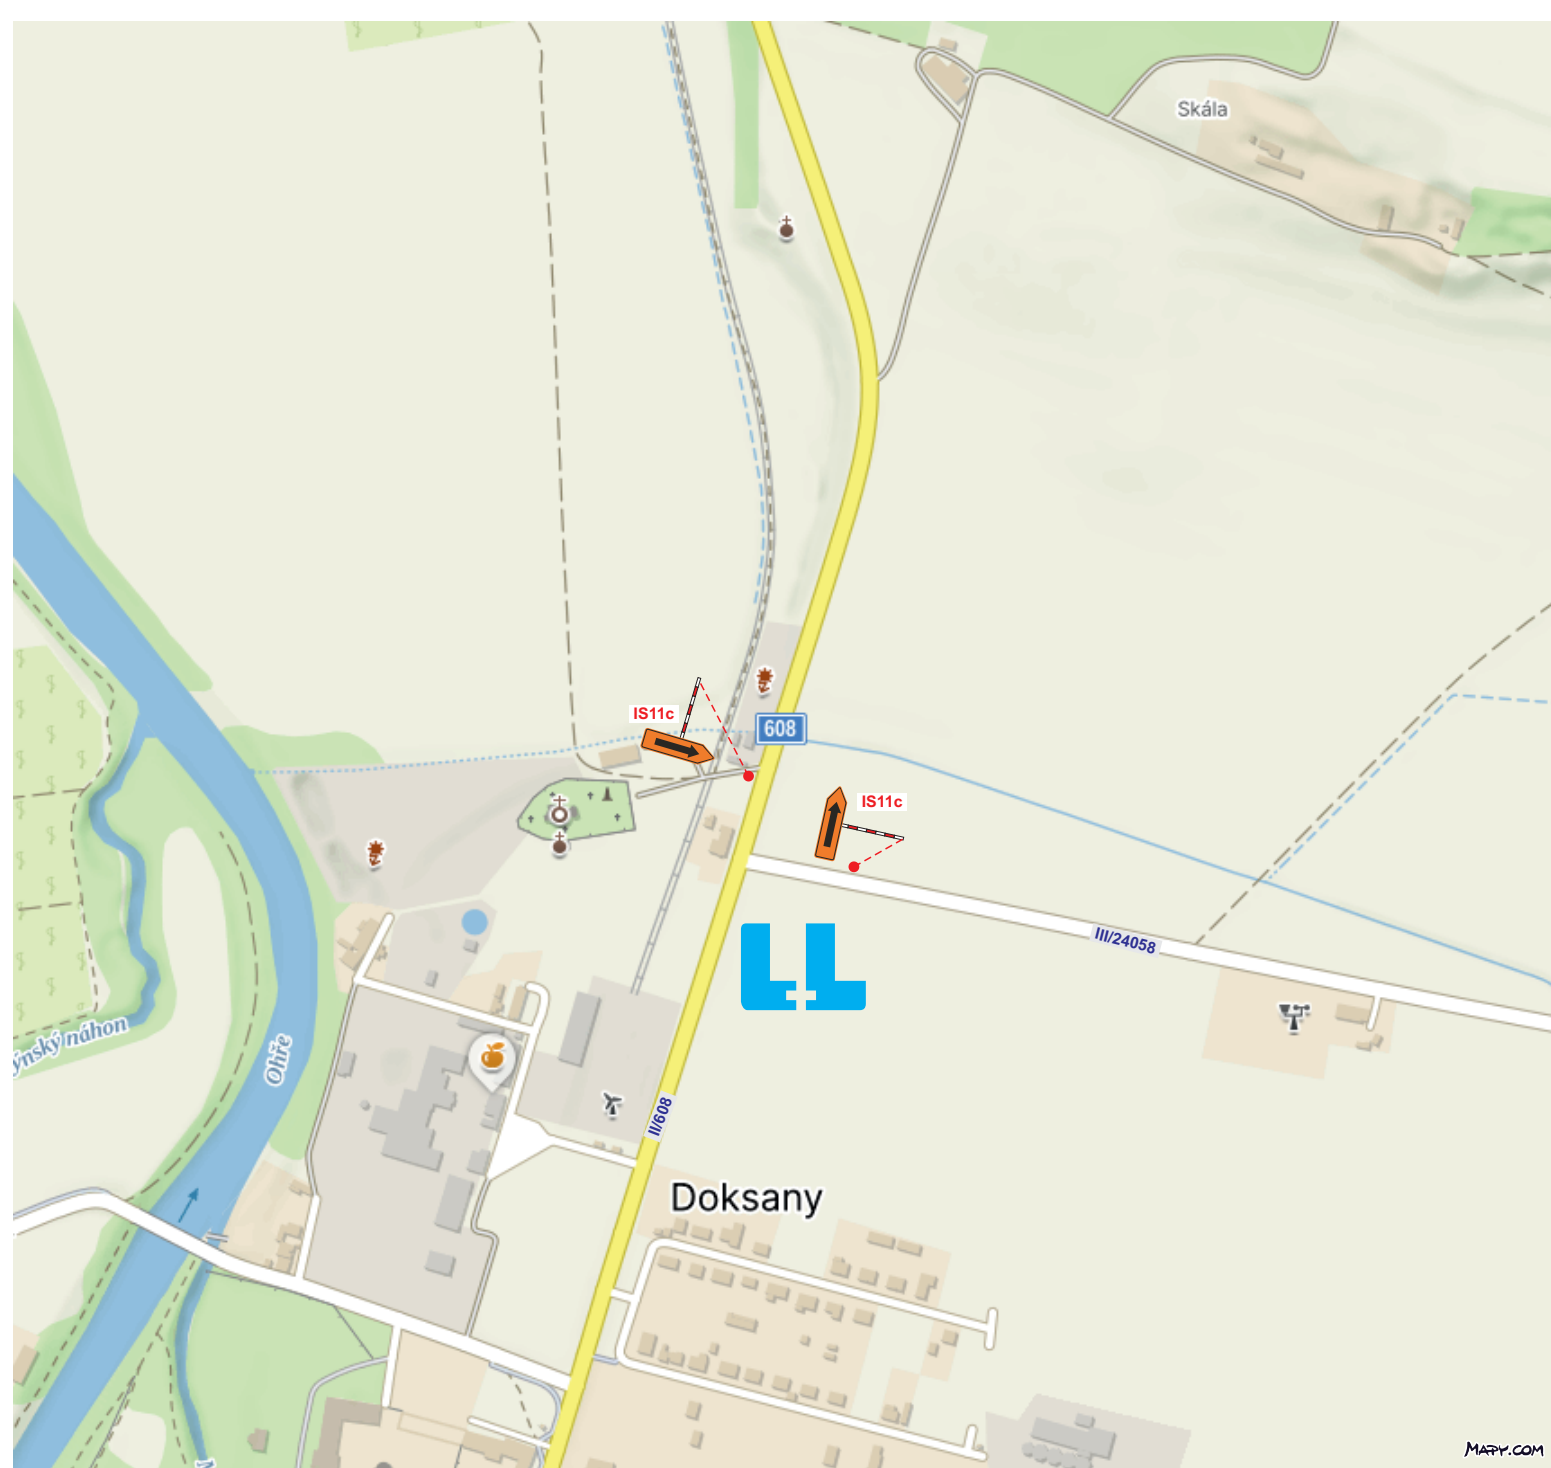 Skála
IS11c
608
IS11c
III/24058
ýnský náhon
Ohře
II/608
Doksany
Mapy.com